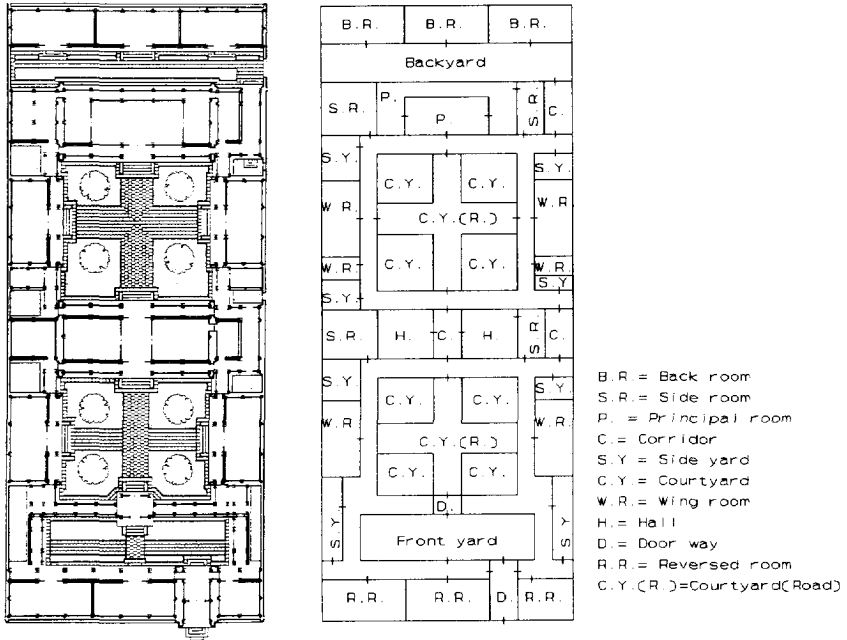 B.R. B.R. B.R.
Backyard
S.R. P. P. S.R C.
S.Y. C.Y. C.Y. S.Y.
W.R C.Y.(R.) W.R
C.Y. C.Y.
W.R. W.R.
S.Y. S.Y
S.R. H. C. H. S.R C.
S.Y. C.Y. C.Y. S.Y.
W.R C.Y.(R.) W.R
C.Y. C.Y.
D.
S.Y Front yard S.Y
R.R. R.R. D. R.R.
B.R.= Back room
S.R.= Side room
P. = Principal room
C.= Corridor
S.Y = Side yard
C.Y.= Courtyard
W.R.= Wing room
H.= Hall
D.= Door way
R.R.= Reversed room
C.Y.(R.)=Courtyard(Road)